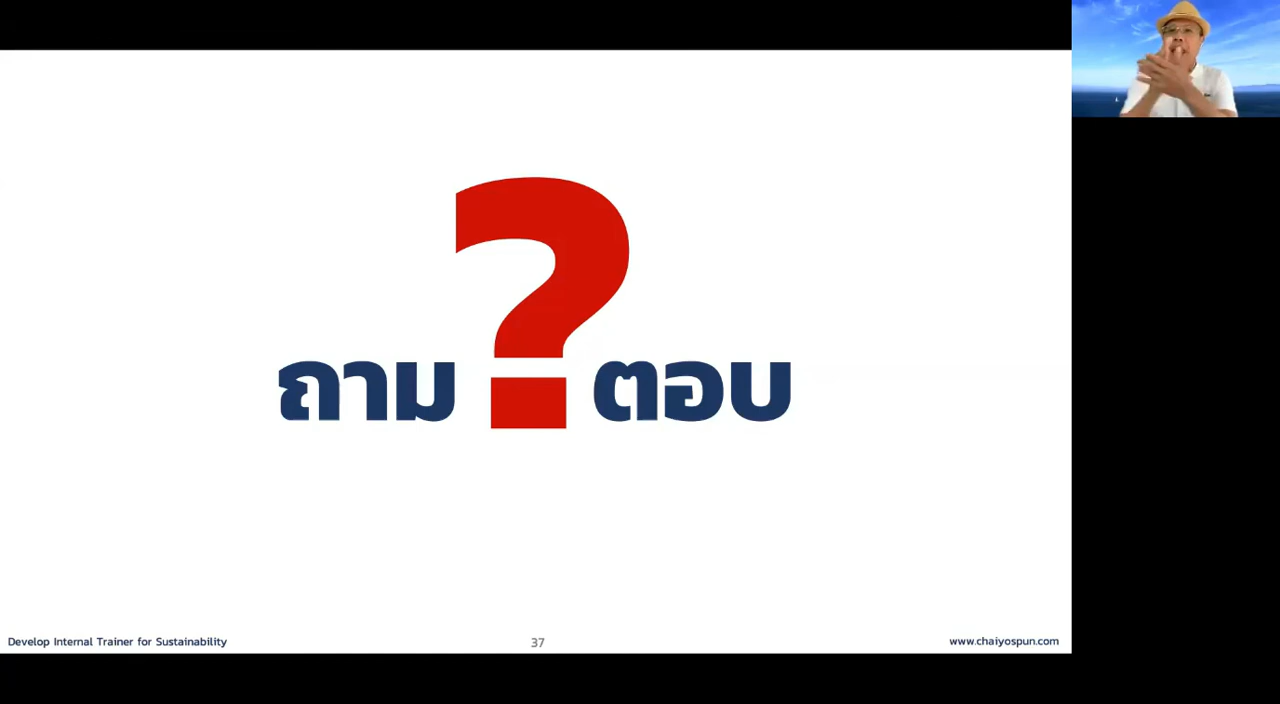 ถาม ? ตอบ
Develop Internal Trainer for Sustainability
37
www.chaiyospun.com